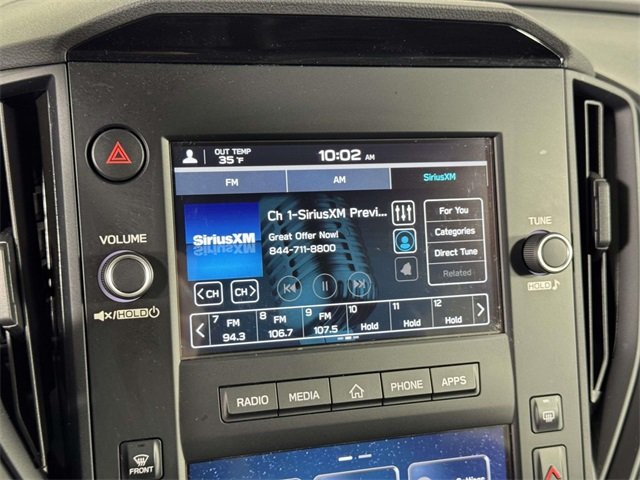 OUT TEMP
35°F
10:02 AM
FM AM SiriusXM
Ch 1-SiriusXM Previ...
Great Offer Now!
844-711-8800
SiriusXM
For You
Categories
Direct Tune
Related
CH CH
7 FM 94.3
8 FM 106.7
9 FM 107.5
10 Hold
11 Hold
12 Hold
VOLUME
/HOLD
TUNE
HOLD
RADIO MEDIA PHONE APPS
FRONT
Settings